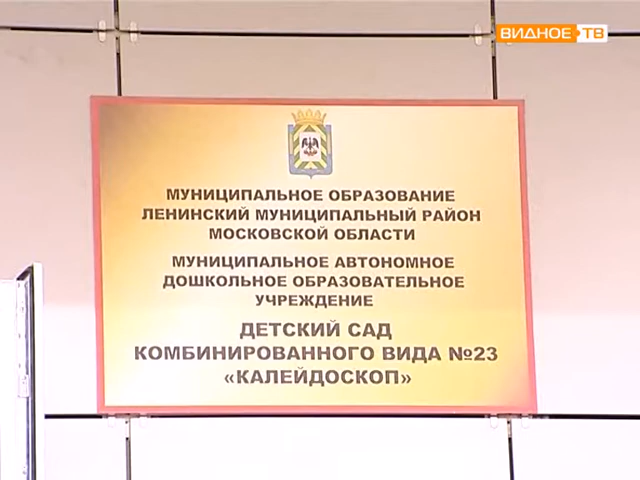 ВИДНОЕ ТВ
МУНИЦИПАЛЬНОЕ ОБРАЗОВАНИЕ
ЛЕНИНСКИЙ МУНИЦИПАЛЬНЫЙ РАЙОН
МОСКОВСКОЙ ОБЛАСТИ
МУНИЦИПАЛЬНОЕ АВТОНОМНОЕ
ДОШКОЛЬНОЕ ОБРАЗОВАТЕЛЬНОЕ
УЧРЕЖДЕНИЕ
ДЕТСКИЙ САД
КОМБИНИРОВАННОГО ВИДА №23
«КАЛЕЙДОСКОП»